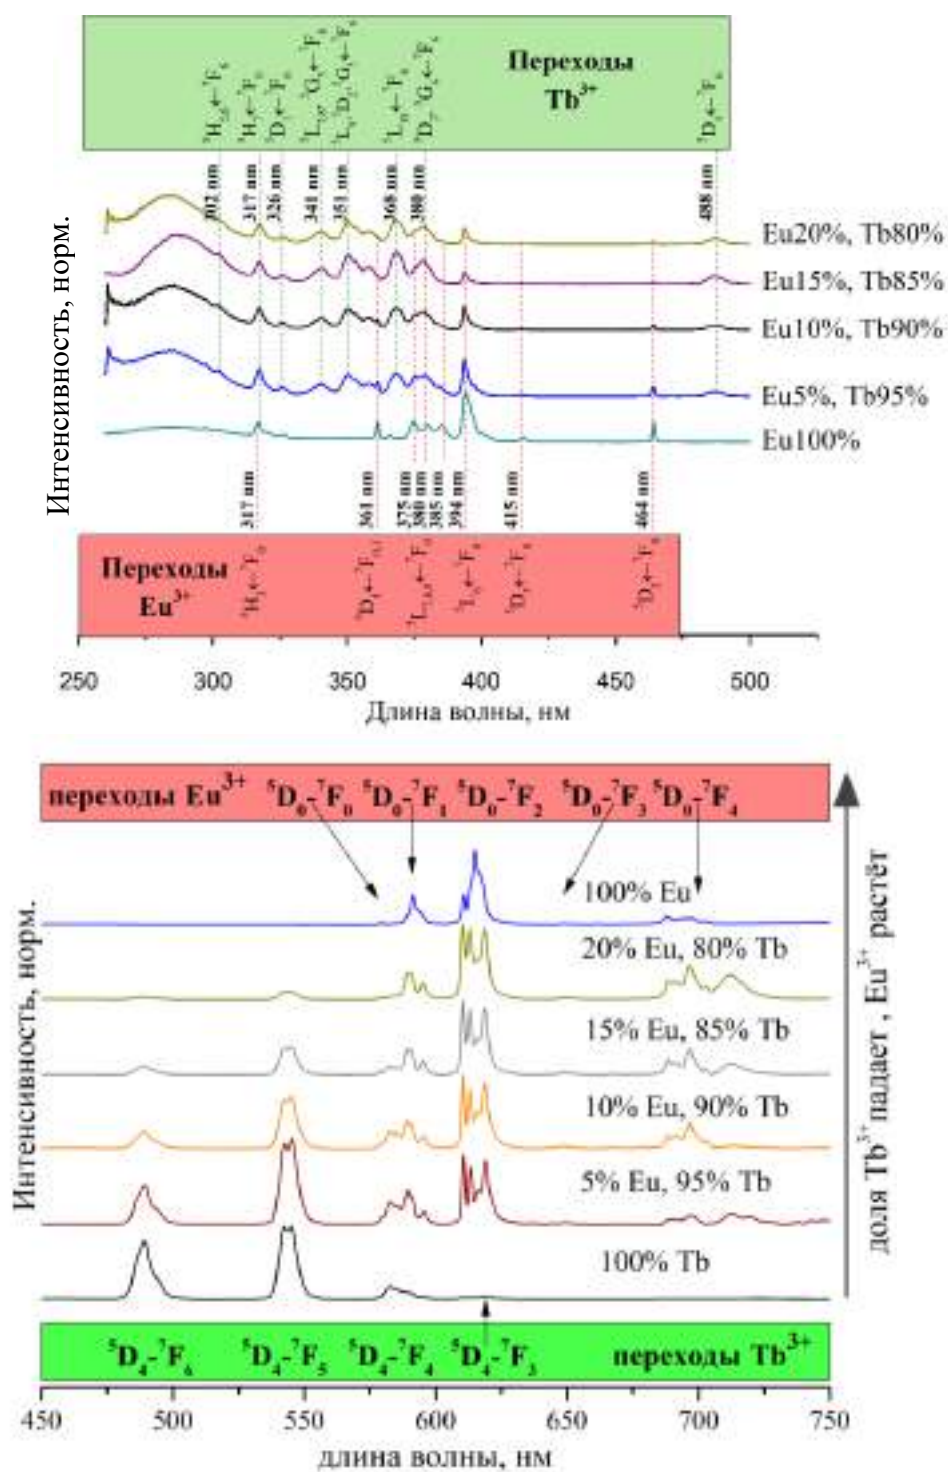 Переходы
Tb³⁺
⁵D₄←⁷F₆
302 nm
317 nm
326 nm
341 nm
351 nm
368 nm
380 nm
488 nm
Интенсивность, норм.
Eu20%, Tb80%
Eu15%, Tb85%
Eu10%, Tb90%
Eu5%, Tb95%
Eu100%
317 nm
361 nm
375 nm
380 nm
385 nm
394 nm
415 nm
464 nm
Переходы
Eu³⁺
250 300 350 400 450 500
Длина волны, нм
переходы Eu³⁺ ⁵D₀-⁷F₀ ⁵D₀-⁷F₁ ⁵D₀-⁷F₂ ⁵D₀-⁷F₃ ⁵D₀-⁷F₄
Интенсивность, норм.
100% Eu
20% Eu, 80% Tb
15% Eu, 85% Tb
10% Eu, 90% Tb
5% Eu, 95% Tb
100% Tb
доля Tb³⁺ падает , Eu³⁺ растёт
⁵D₄-⁷F₆ ⁵D₄-⁷F₅ ⁵D₄-⁷F₄ ⁵D₄-⁷F₃ переходы Tb³⁺
450 500 550 600 650 700 750
длина волны, нм